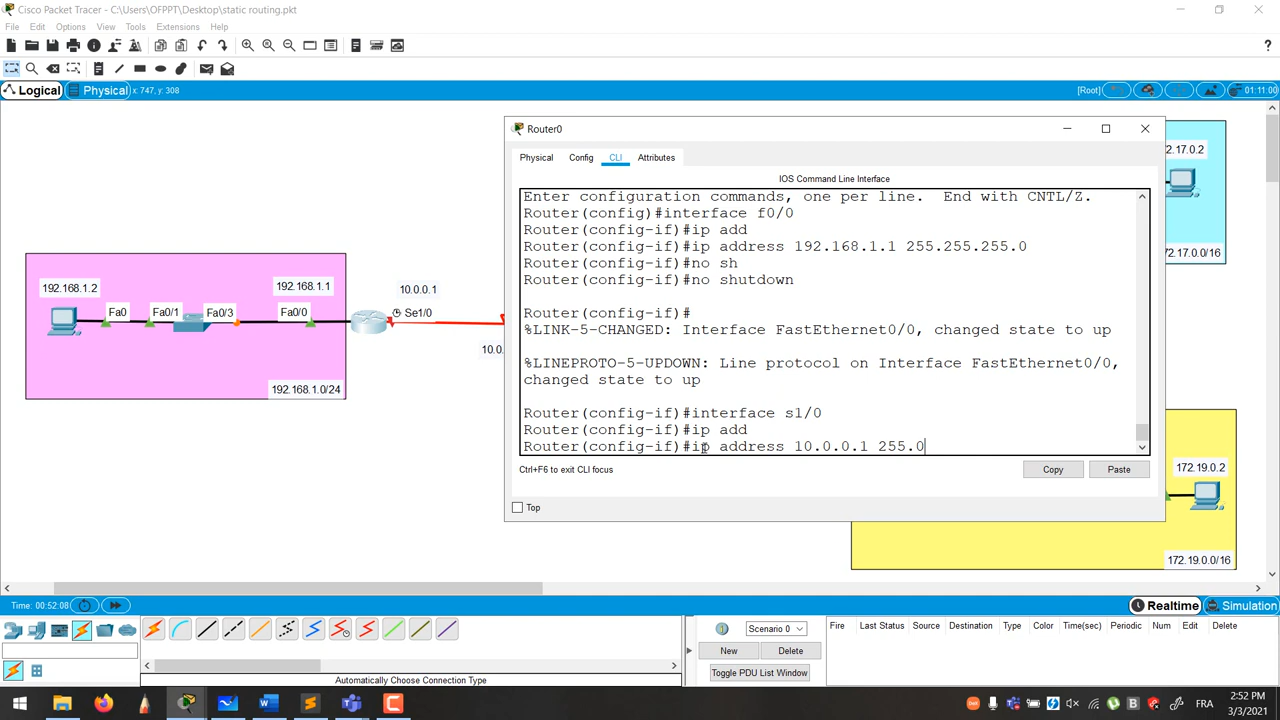 Cisco Packet Tracer - C:\Users\OFPPT\Desktop\static routing.pkt
File Edit Options View Tools Extensions Help
?
Logical Physical x: 747, y: 308 [Root] 01:11:00
Router0
Physical Config CLI Attributes
IOS Command Line Interface
Enter configuration commands, one per line. End with CNTL/Z.
Router(config)#interface f0/0
Router(config-if)#ip add
Router(config-if)#ip address 192.168.1.1 255.255.255.0
Router(config-if)#no sh
Router(config-if)#no shutdown
Router(config-if)#
%LINK-5-CHANGED: Interface FastEthernet0/0, changed state to up
%LINEPROTO-5-UPDOWN: Line protocol on Interface FastEthernet0/0,
changed state to up
Router(config-if)#interface s1/0
Router(config-if)#ip add
Router(config-if)#ip address 10.0.0.1 255.0
Ctrl+F6 to exit CLI focus
Copy Paste
Top
192.168.1.2
Fa0
Fa0/1
Fa0/3
192.168.1.1
Fa0/0
192.168.1.0/24
10.0.0.1
Se1/0
10.0.
2.17.0.2
72.17.0.0/16
172.19.0.2
172.19.0.0/16
Time: 00:52:08 Realtime Simulation
Scenario 0
New Delete
Toggle PDU List Window
Fire Last Status Source Destination Type Color Time(sec) Periodic Num Edit Delete
Automatically Choose Connection Type
FRA
2:52 PM
3/3/2021